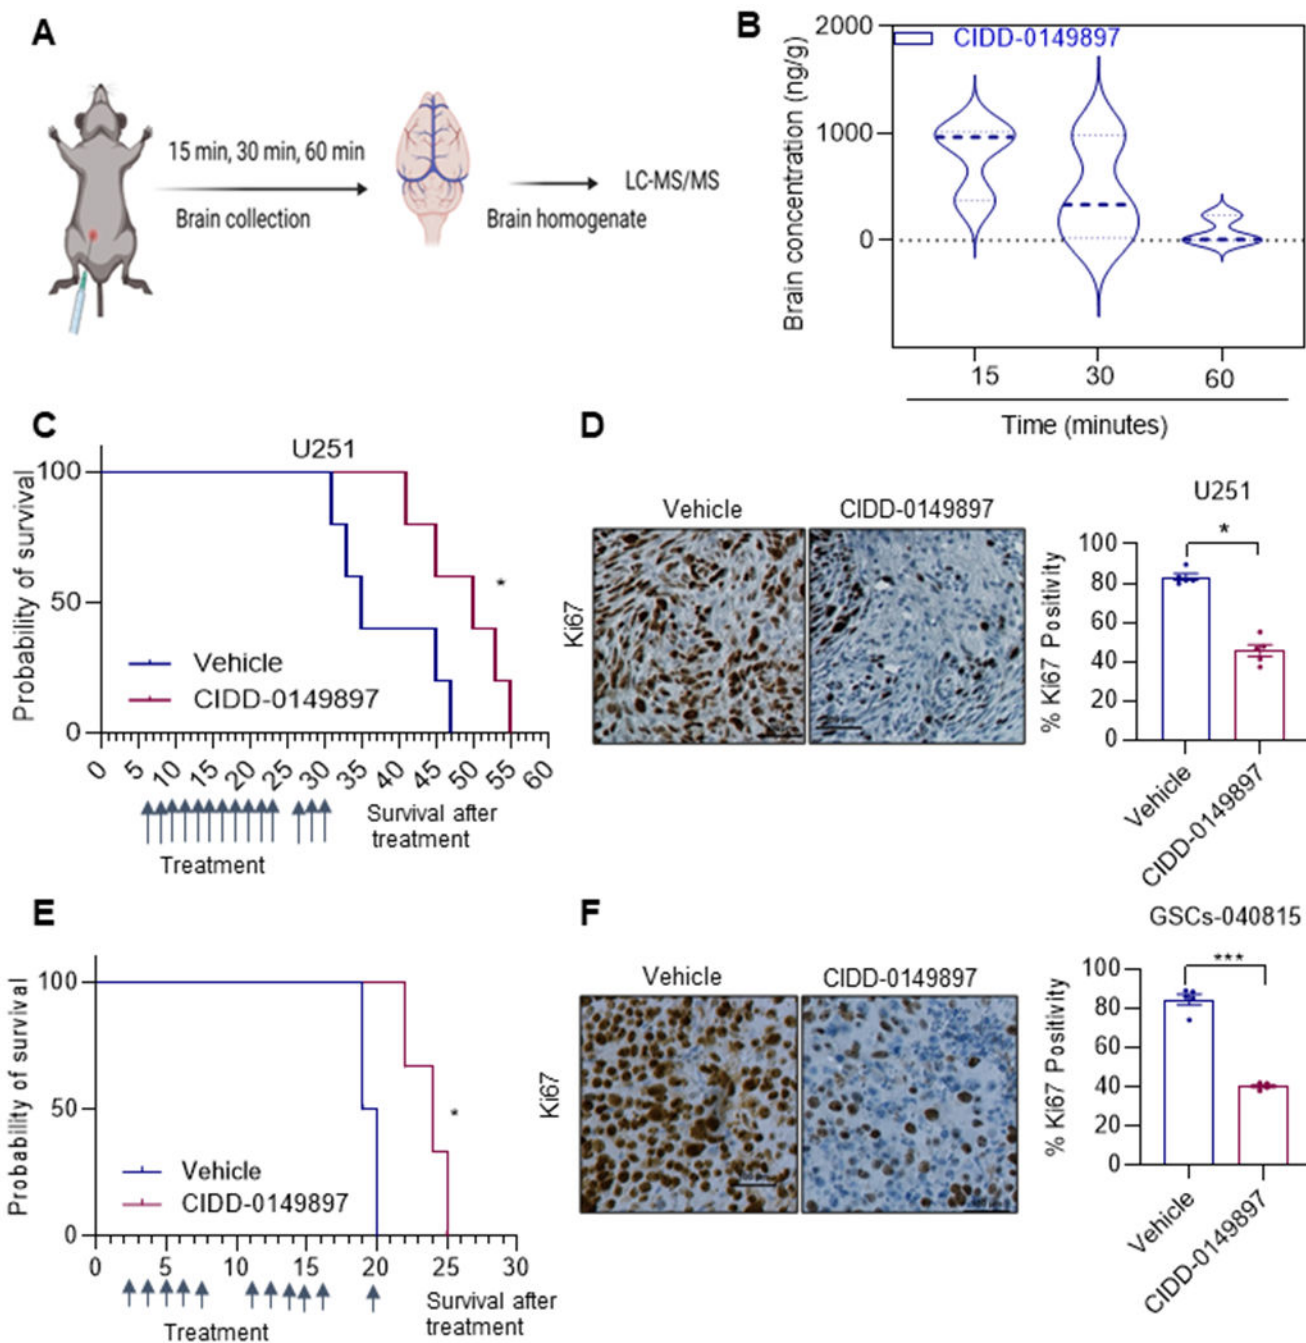 A
15 min, 30 min, 60 min
Brain collection
Brain homogenate
LC-MS/MS
B
CIDD-0149897
Brain concentration (ng/g)
2000
1000
0
15 30 60
Time (minutes)
C
U251
Probability of survival
100
50
0
Vehicle
CIDD-0149897
*
0 5 10 15 20 25 30 35 40 45 50 55 60
Treatment
Survival after
treatment
D
Vehicle CIDD-0149897
Ki67
U251
*
% Ki67 Positivity
100
80
60
40
20
0
Vehicle
CIDD-0149897
E
Probability of survival
100
50
0
Vehicle
CIDD-0149897
*
0 5 10 15 20 25 30
Treatment
Survival after
treatment
F
Vehicle CIDD-0149897
Ki67
GSCs-040815
***
% Ki67 Positivity
100
80
60
40
20
0
Vehicle
CIDD-0149897